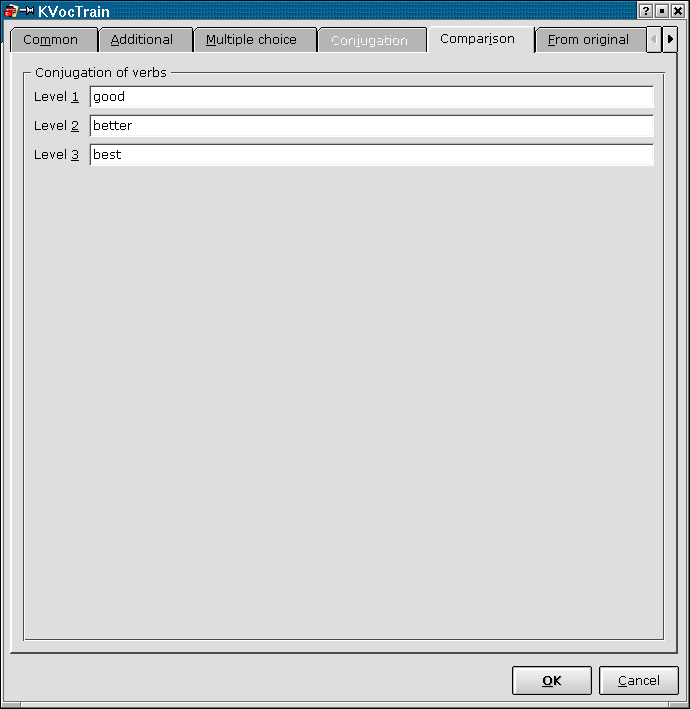 KVocTrain
Common Additional Multiple choice Conjugation Comparison From original
Conjugation of verbs
Level 1 good
Level 2 better
Level 3 best
OK Cancel